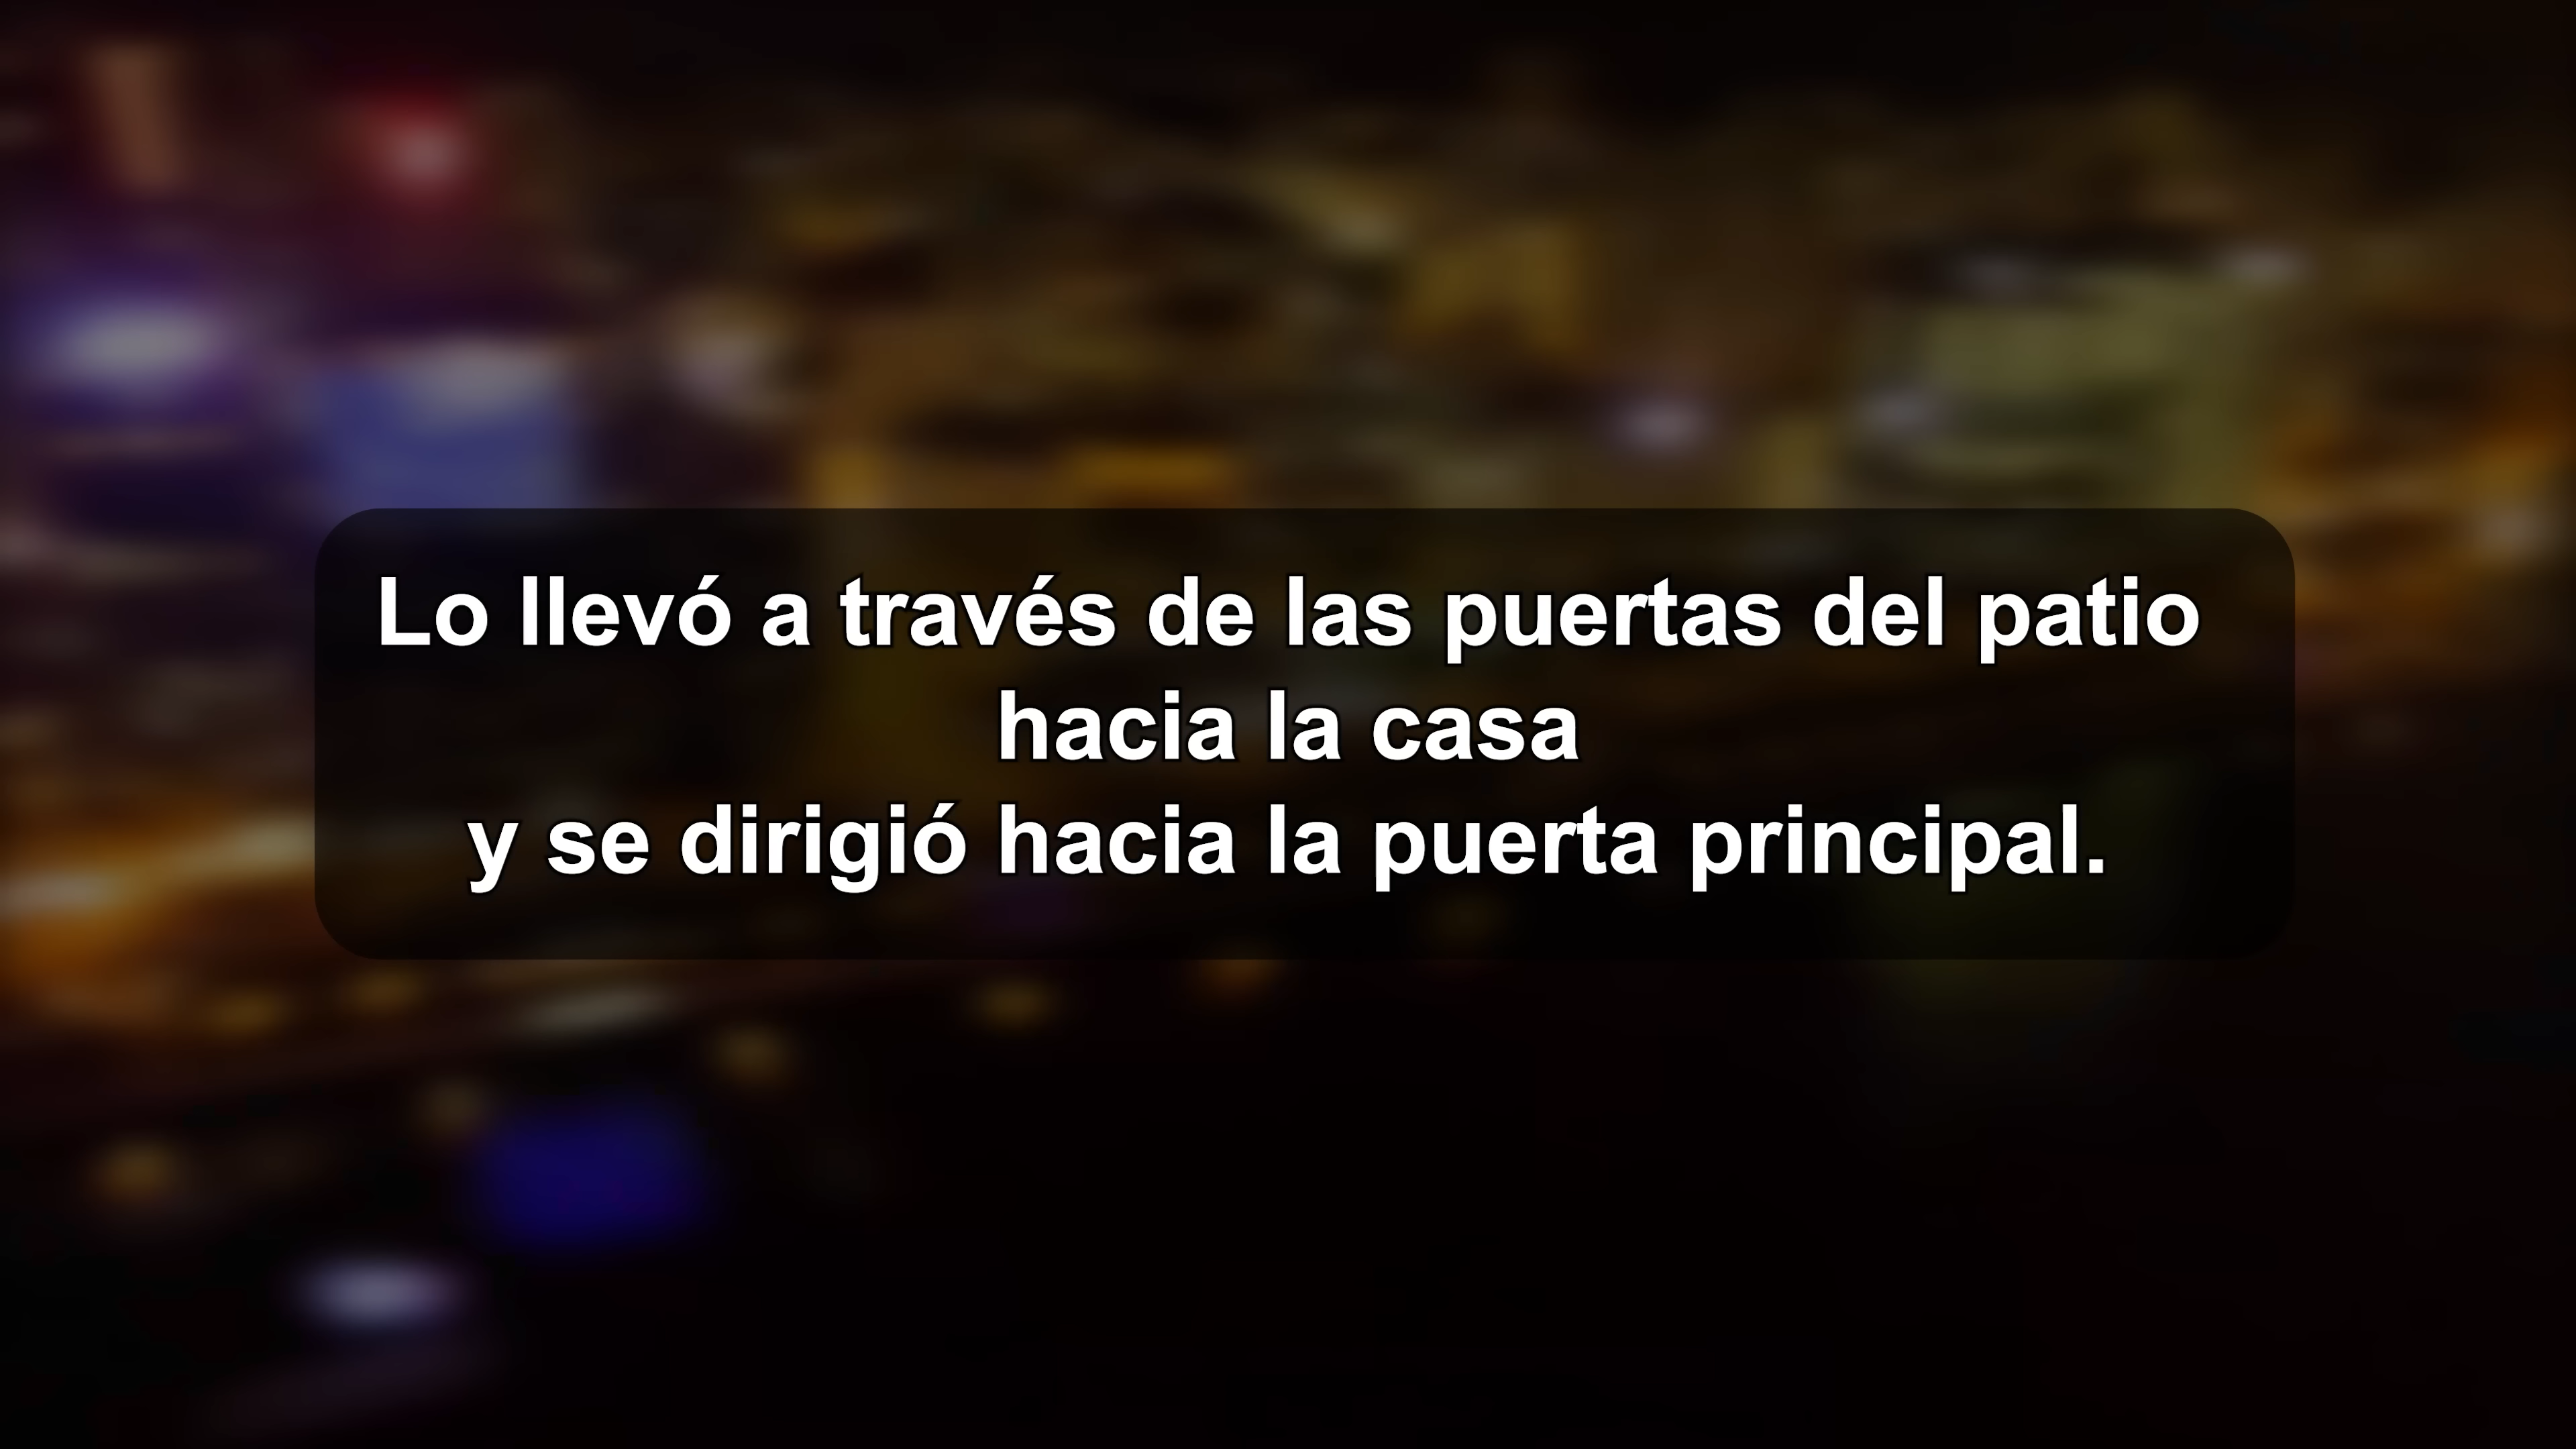 Lo llevó a través de las puertas del patio
hacia la casa
y se dirigió hacia la puerta principal.